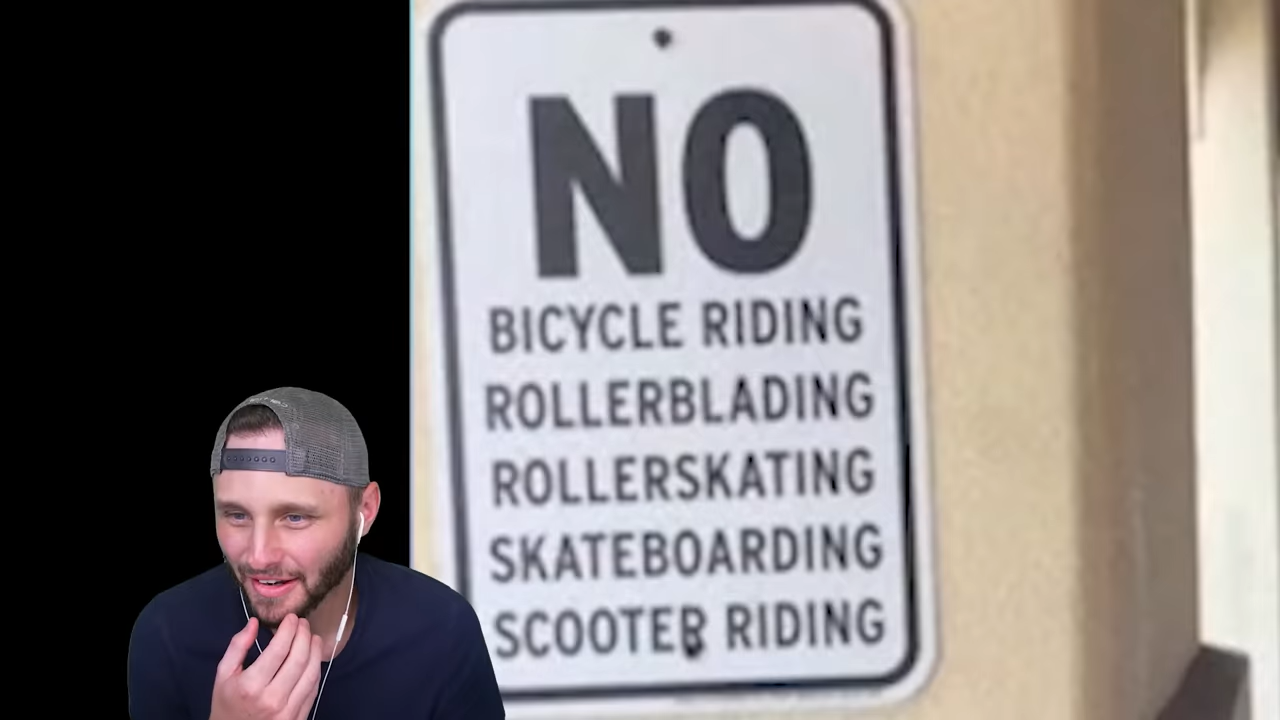 NO
BICYCLE RIDING
ROLLERBLADING
ROLLERSKATING
SKATEBOARDING
SCOOTER RIDING